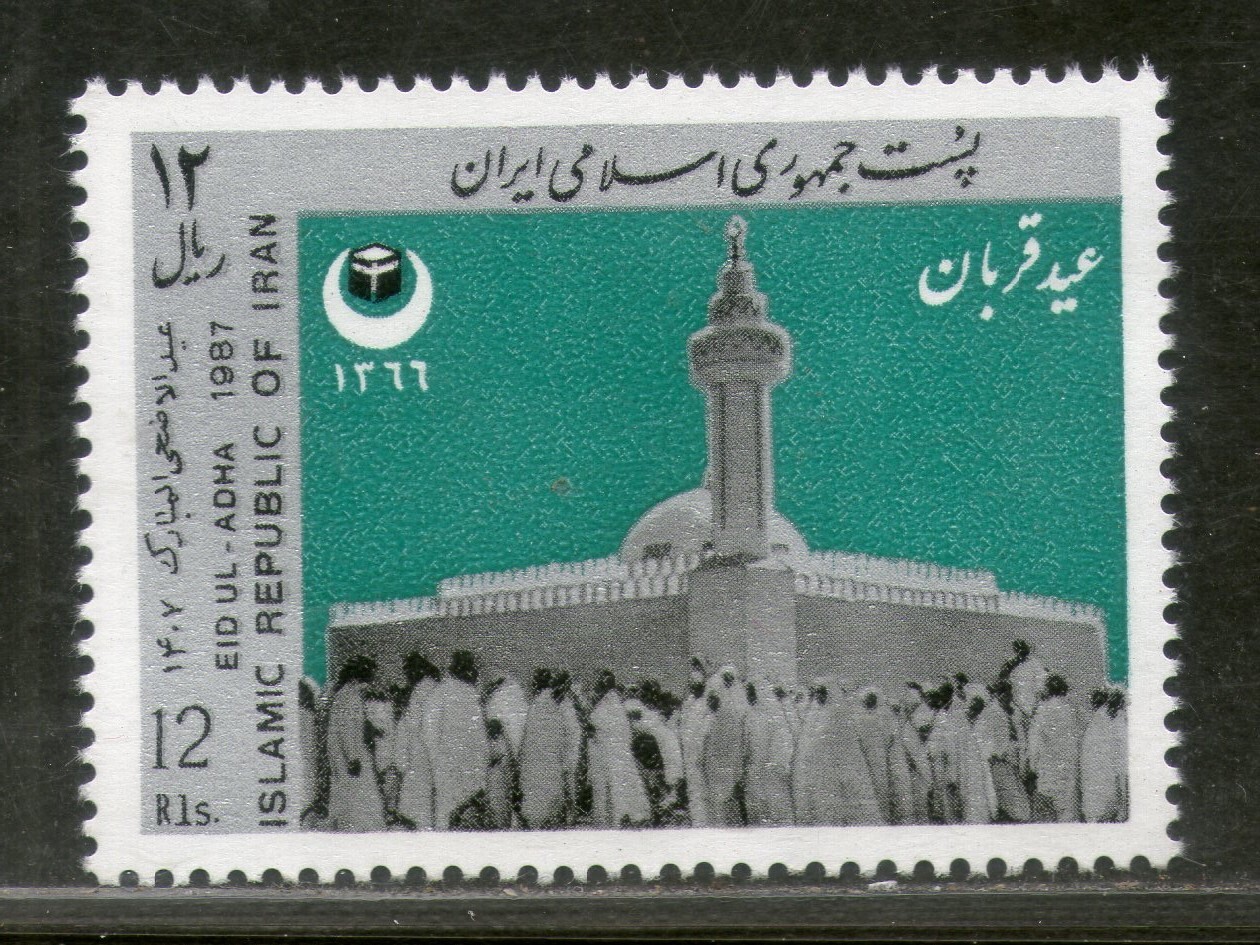 پست جمهوری اسلامی ایران
۱۲
ریال
عید قربان
۱۳۶۶
عید الاضحی المبارک ۱۴۰۷
EID UL-ADHA 1987
ISLAMIC REPUBLIC OF IRAN
12
Rls.